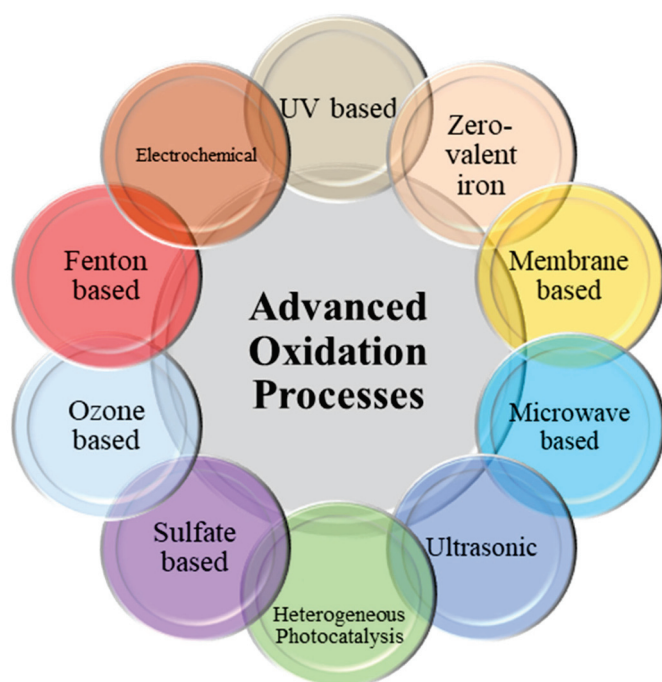 Advanced
Oxidation
Processes
UV based
Zero-
valent
iron
Membrane
based
Microwave
based
Ultrasonic
Heterogeneous
Photocatalysis
Sulfate
based
Ozone
based
Fenton
based
Electrochemical